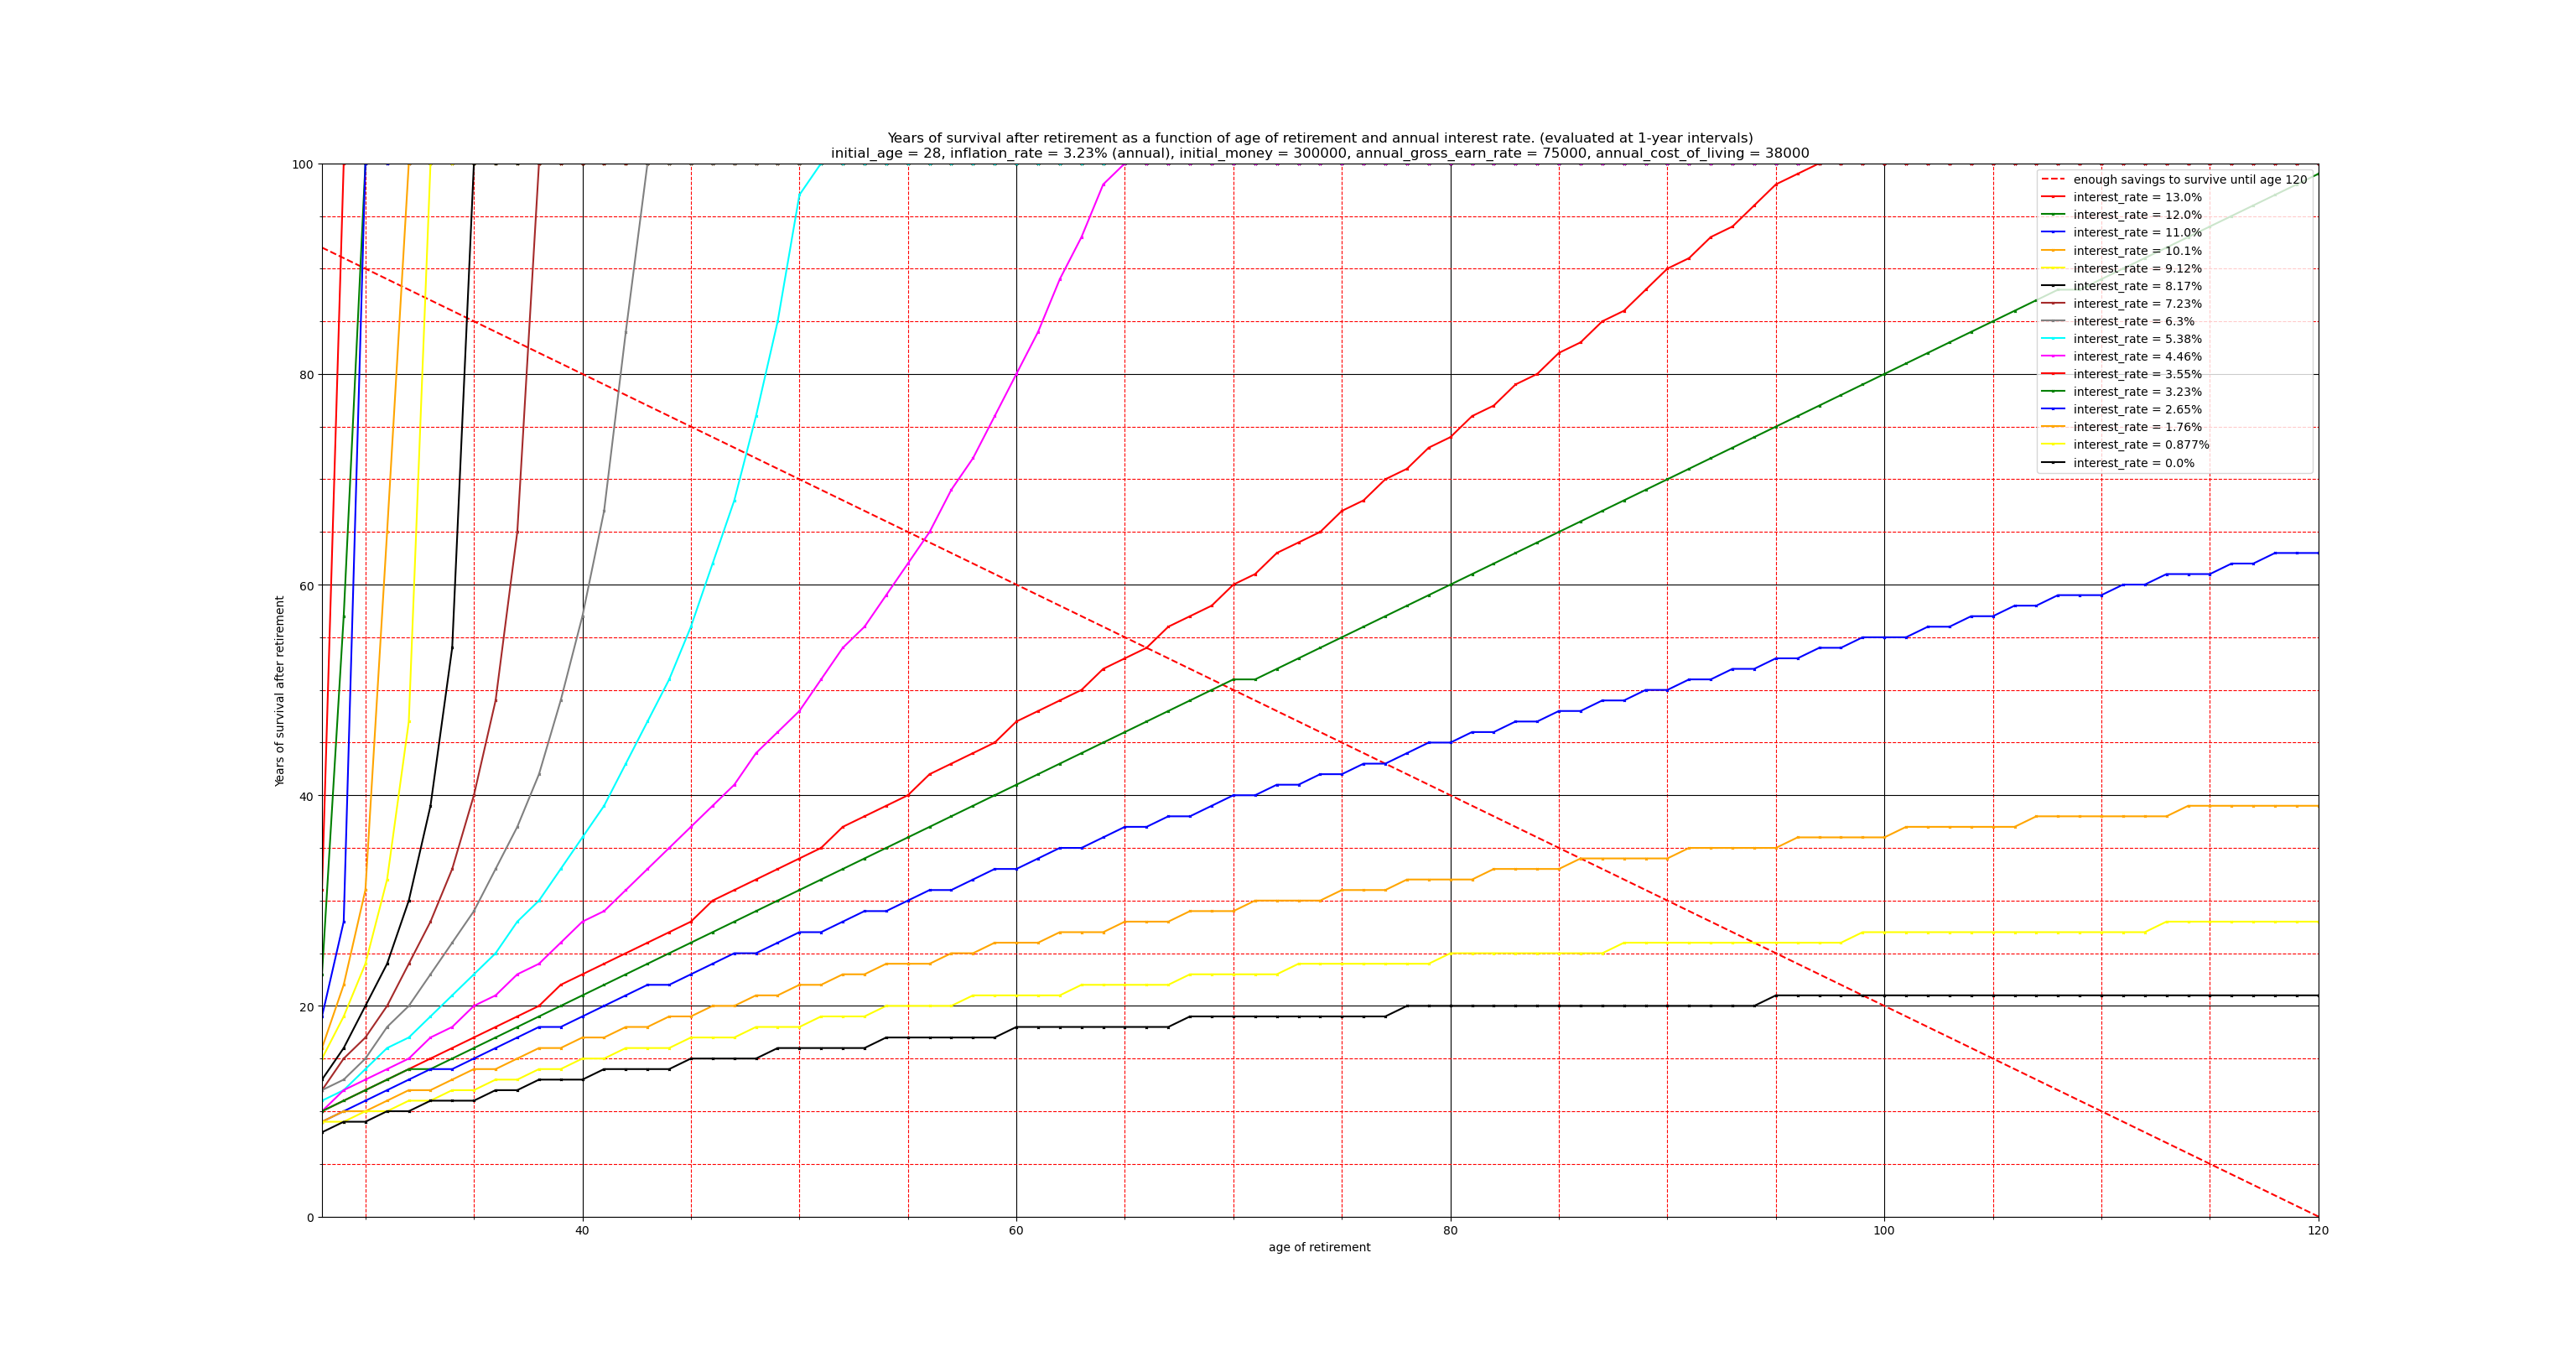 Years of survival after retirement as a function of age of retirement and annual interest rate. (evaluated at 1-year intervals)
initial_age = 28, inflation_rate = 3.23% (annual), initial_money = 300000, annual_gross_earn_rate = 75000, annual_cost_of_living = 38000
100
80
60
40
20
0
Years of survival after retirement
enough savings to survive until age 120
interest_rate = 13.0%
interest_rate = 12.0%
interest_rate = 11.0%
interest_rate = 10.1%
interest_rate = 9.12%
interest_rate = 8.17%
interest_rate = 7.23%
interest_rate = 6.3%
interest_rate = 5.38%
interest_rate = 4.46%
interest_rate = 3.55%
interest_rate = 3.23%
interest_rate = 2.65%
interest_rate = 1.76%
interest_rate = 0.877%
interest_rate = 0.0%
40 60 80 100 120
age of retirement